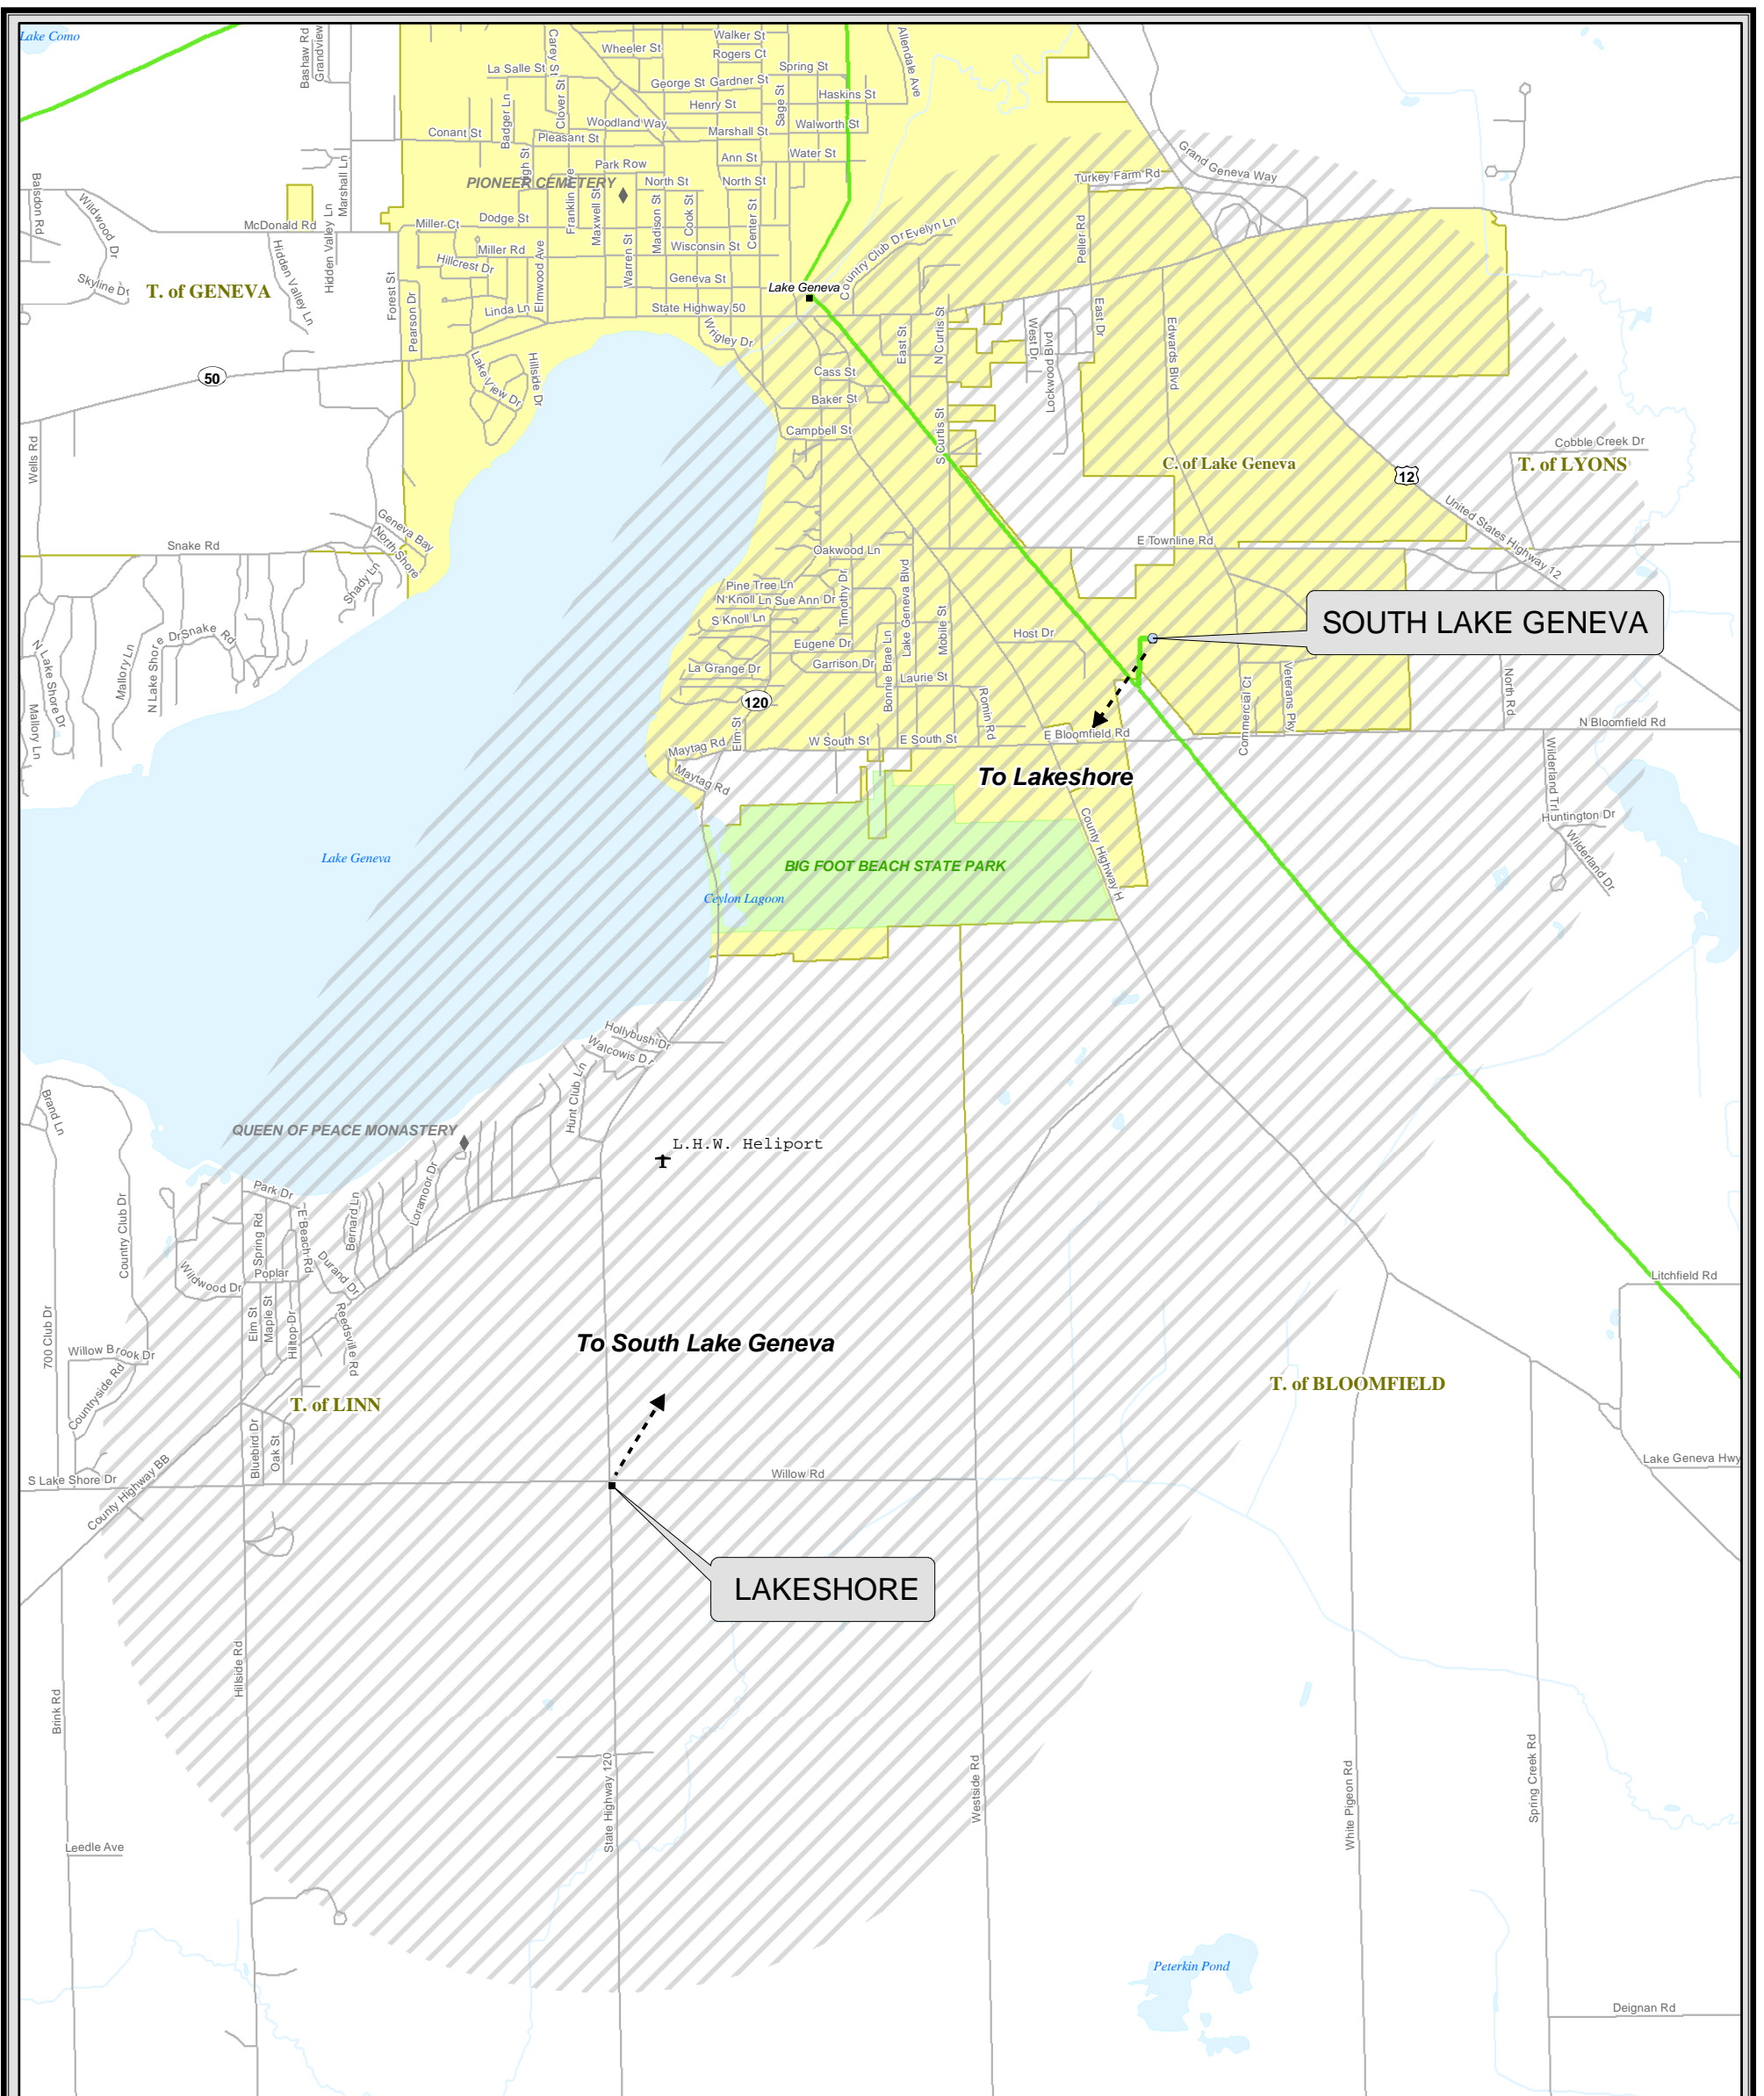 Lake Como
Bashaw Rd
Grandview
Carey St
Wheeler St
Walker St
Rogers Ct
Allendale Ave
La Salle St
George St
Gardner St
Spring St
Badger Ln
Clover St
Henry St
Sage St
Haskins St
Woodland Way
Conant St
Pleasant St
Marshall St
Walworth St
Grand Geneva Way
High St
Park Row
Ann St
Water St
Marshall Ln
Turkey Farm Rd
Balsdon Rd
Wildwood Dr
PIONEER CEMETERY
North St
North St
Franklin Ave
Maxwell St
Madison St
Cook St
Center St
McDonald Rd
Hidden Valley Ln
Miller Ct
Dodge St
Evelyn Ln
Country Club Dr
Peller Rd
Hidden Valley Ln
Miller Rd
Wisconsin St
Hillcrest Dr
Elmwood Ave
Warren St
Skyline Dr
T. of GENEVA
Forest St
Geneva St
Lake Geneva
Pearson Dr
Linda Ln
State Highway 50
Wrigley Dr
East St
N Curtis St
West Dr
Lockwood Blvd
East Dr
Edwards Blvd
50
Lake View Dr
Hillside Dr
Cass St
Baker St
Campbell St
S Curtis St
Cobble Creek Dr
Wells Rd
C. of Lake Geneva
T. of LYONS
12
United States Highway 12
Geneva Bay
North Shore
Snake Rd
Shady Ln
Oakwood Ln
E Townline Rd
Pine Tree Ln
N Knoll Ln
Sue Ann Dr
Timothy Dr
Lake Geneva Blvd
S Knoll Ln
Mobile St
SOUTH LAKE GENEVA
N Lake Shore Dr
Snake Rd
Mallory Ln
N Lake Shore Dr
Eugene Dr
Host Dr
Garrison Dr
Bonnie Brae Ln
La Grange Dr
Laurie St
Romin Rd
Commercial Ct
Veterans Pky
North Rd
Mallory Ln
120
Elm St
Maytag Rd
W South St
E South St
E Bloomfield Rd
N Bloomfield Rd
Maytag Rd
To Lakeshore
Wilderland Trl
Huntington Dr
Wilderland Dr
County Highway H
Lake Geneva
BIG FOOT BEACH STATE PARK
Ceylon Lagoon
Hollybush Dr
Walcowis Dr
Hunt Club Ln
Brand Ln
QUEEN OF PEACE MONASTERY
L.H.W. Heliport
Park Dr
Loramoor Dr
Country Club Dr
Spring Rd
E Beach Rd
Bernard Ln
Wildwood Dr
Poplar
Durand Dr
Litchfield Rd
700 Club Dr
Elm St
Maple St
Hilltop Dr
Reedsville Rd
Willow Brook Dr
Countryside Rd
To South Lake Geneva
T. of LINN
T. of BLOOMFIELD
Bluebird Dr
Oak St
S Lake Shore Dr
County Highway BB
Willow Rd
Lake Geneva Hwy
LAKESHORE
Hillside Rd
Brink Rd
State Highway 120
Westside Rd
White Pigeon Rd
Spring Creek Rd
Leedle Ave
Peterkin Pond
Deignan Rd